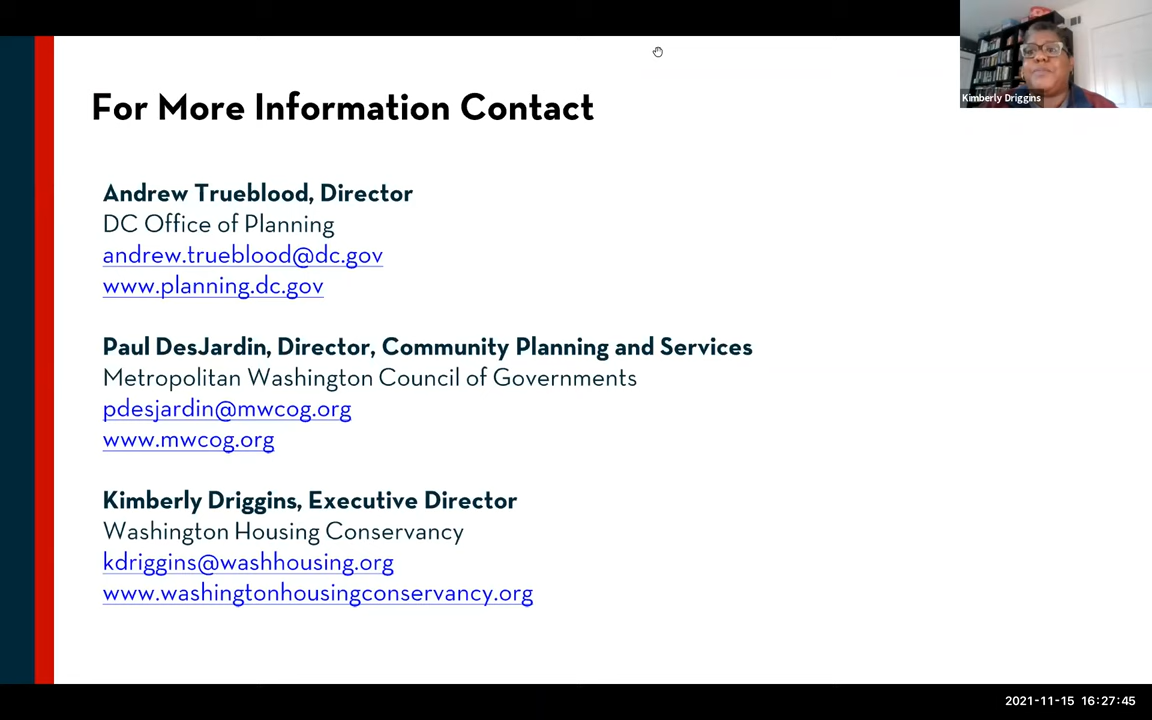 Kimberly Driggins
For More Information Contact
Andrew Trueblood, Director
DC Office of Planning
andrew.trueblood@dc.gov
www.planning.dc.gov
Paul DesJardin, Director, Community Planning and Services
Metropolitan Washington Council of Governments
pdesjardin@mwcog.org
www.mwcog.org
Kimberly Driggins, Executive Director
Washington Housing Conservancy
kdriggins@washhousing.org
www.washingtonhousingconservancy.org
2021-11-15 16:27:45